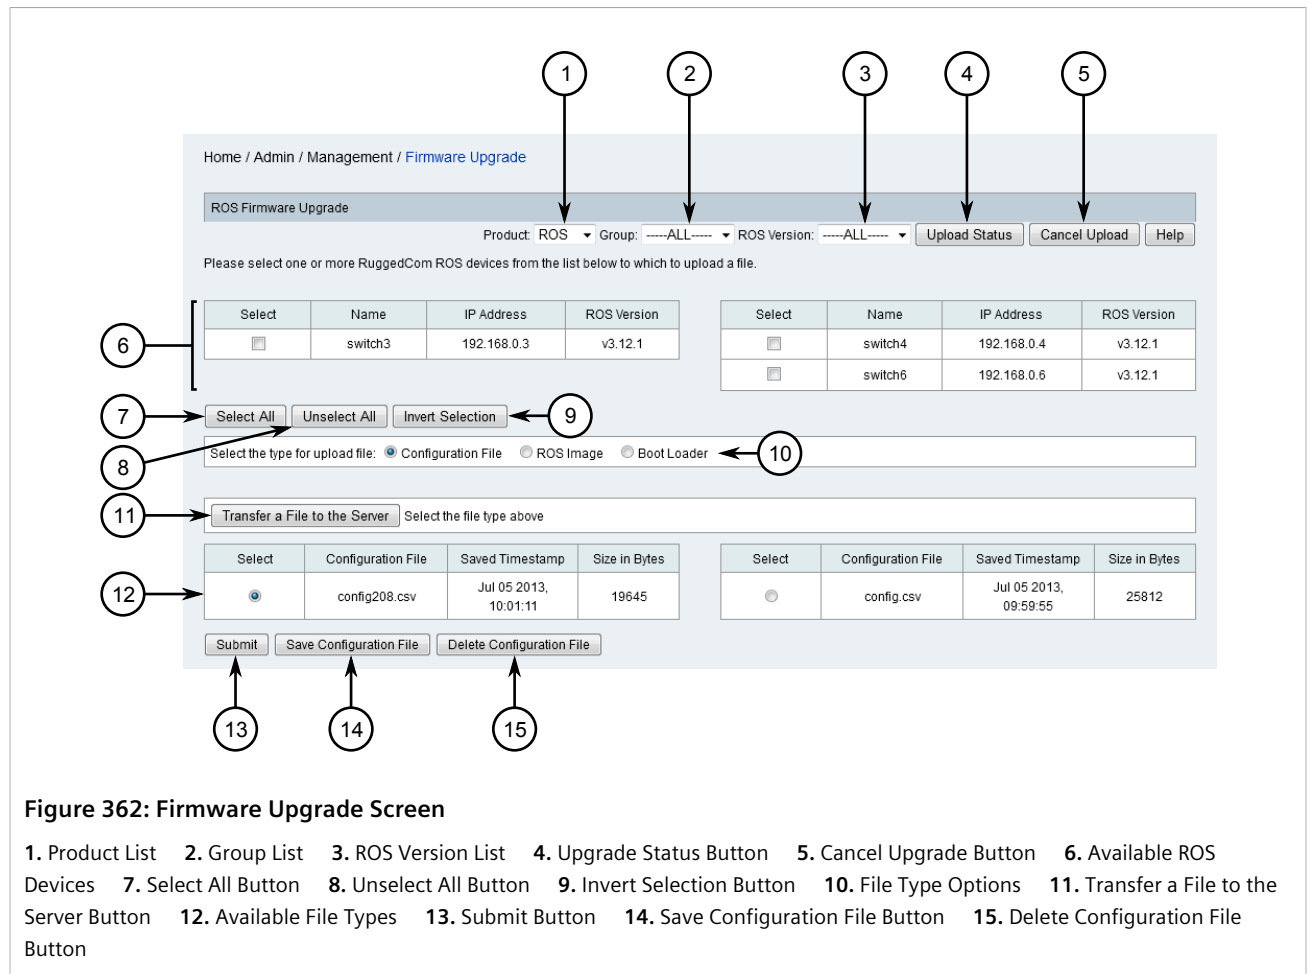 1 2 3 4 5
Home / Admin / Management / Firmware Upgrade
ROS Firmware Upgrade
Product: ROS Group: -----ALL----- ROS Version: -----ALL----- Upload Status Cancel Upload Help
Please select one or more RuggedCom ROS devices from the list below to which to upload a file.
Select Name IP Address ROS Version Select Name IP Address ROS Version
6 switch3 192.168.0.3 v3.12.1 switch4 192.168.0.4 v3.12.1
switch6 192.168.0.6 v3.12.1
7 Select All Unselect All Invert Selection 9
8 Select the type for upload file: Configuration File ROS Image Boot Loader 10
11 Transfer a File to the Server Select the file type above
Select Configuration File Saved Timestamp Size in Bytes Select Configuration File Saved Timestamp Size in Bytes
12 config208.csv Jul 05 2013, 10:01:11 19645 config.csv Jul 05 2013, 09:59:55 25812
Submit Save Configuration File Delete Configuration File
13 14 15
Figure 362: Firmware Upgrade Screen
1. Product List 2. Group List 3. ROS Version List 4. Upgrade Status Button 5. Cancel Upgrade Button 6. Available ROS
Devices 7. Select All Button 8. Unselect All Button 9. Invert Selection Button 10. File Type Options 11. Transfer a File to the
Server Button 12. Available File Types 13. Submit Button 14. Save Configuration File Button 15. Delete Configuration File
Button